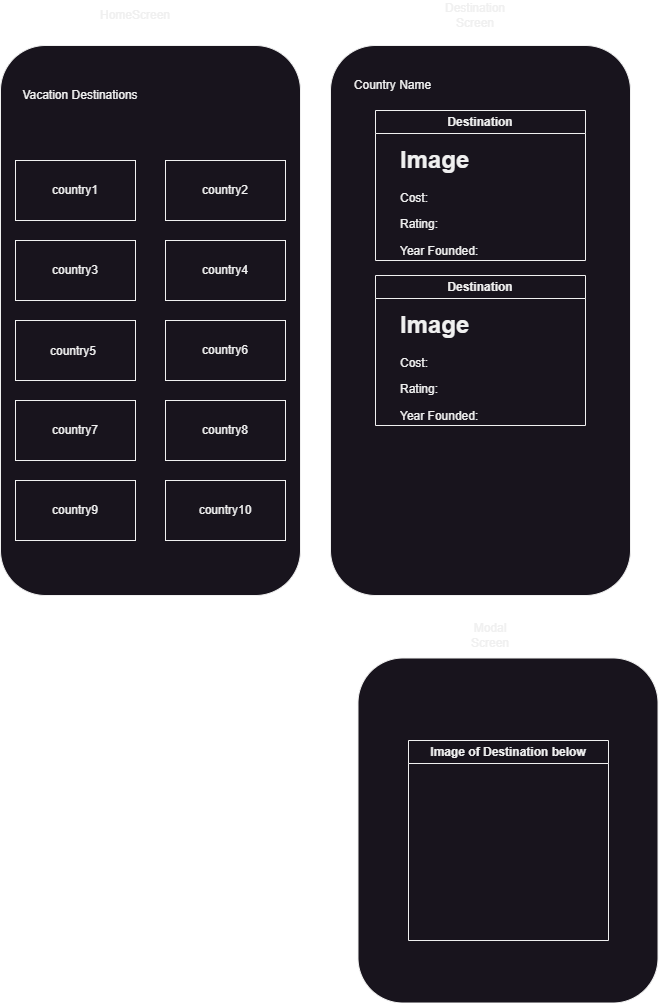 HomeScreen
Vacation Destinations
country1
country2
country3
country4
country5
country6
country7
country8
country9
country10
Destination
Screen
Country Name
Destination
Image
Cost:
Rating:
Year Founded:
Destination
Image
Cost:
Rating:
Year Founded:
Modal
Screen
Image of Destination below